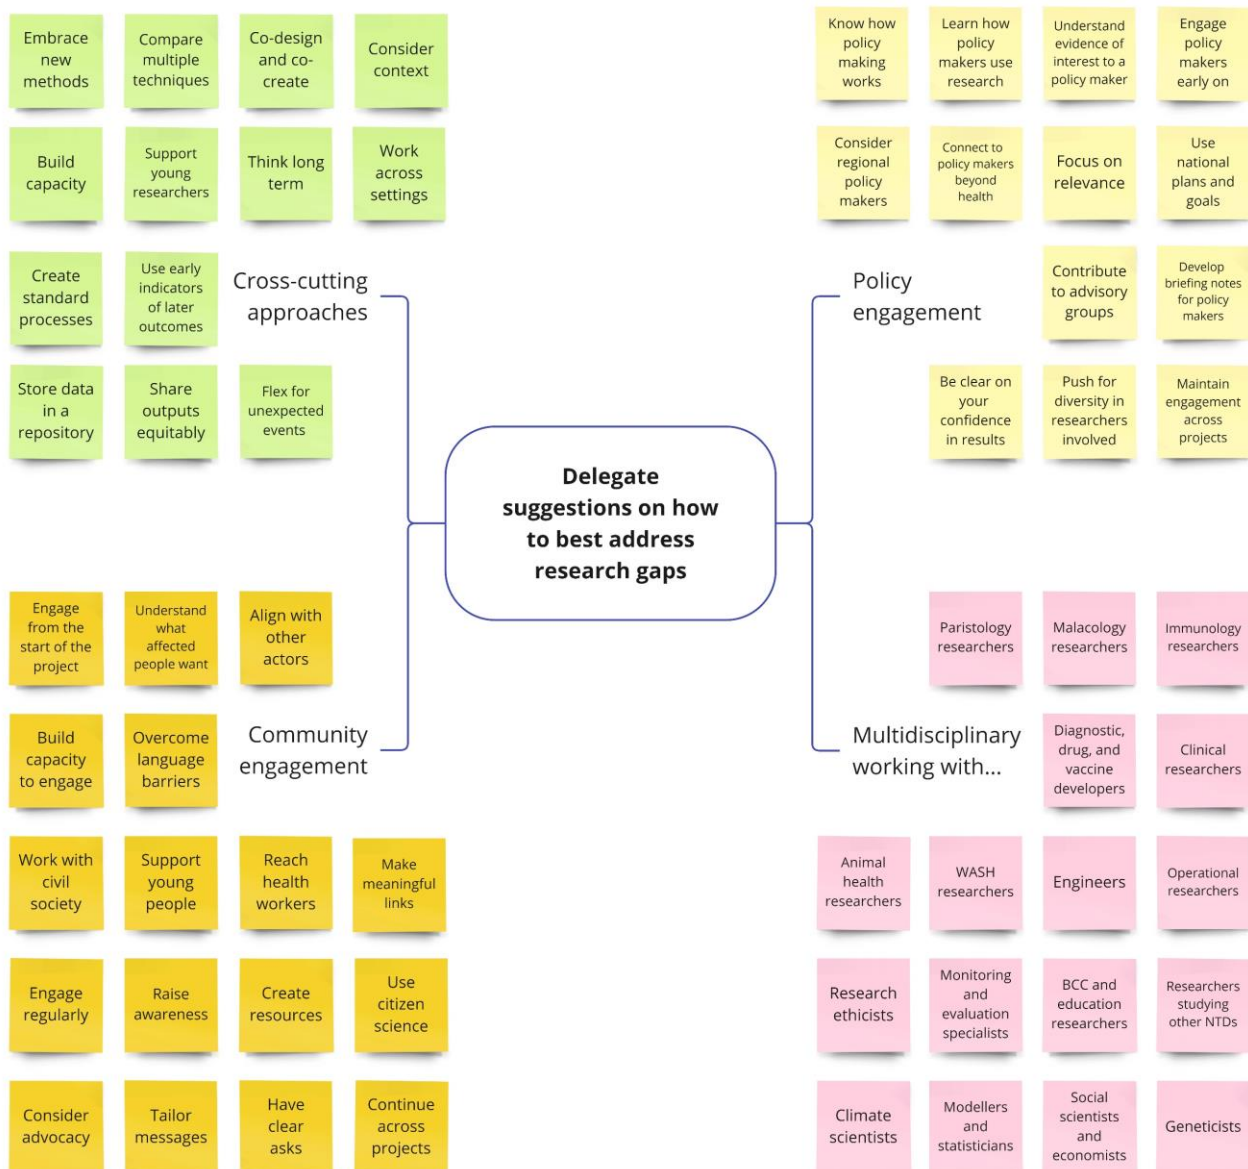 Embrace
new
methods
Compare
multiple
techniques
Co-design
and co-
create
Consider
context
Build
capacity
Support
young
researchers
Think long
term
Work
across
settings
Create
standard
processes
Use early
indicators
of later
outcomes
Cross-cutting
approaches
Store data
in a
repository
Share
outputs
equitably
Flex for
unexpected
events
Know how
policy
making
works
Learn how
policy
makers use
research
Understand
evidence of
interest to a
policy maker
Engage
policy
makers
early on
Consider
regional
policy
makers
Connect to
policy makers
beyond
health
Focus on
relevance
Use
national
plans and
goals
Policy
engagement
Contribute
to advisory
groups
Develop
briefing notes
for policy
makers
Be clear on
your
confidence
in results
Push for
diversity in
researchers
involved
Maintain
engagement
across
projects
Delegate
suggestions on how
to best address
research gaps
Engage
from the
start of the
project
Understand
what
affected
people want
Align with
other
actors
Build
capacity
to engage
Overcome
language
barriers
Community
engagement
Work with
civil
society
Support
young
people
Reach
health
workers
Make
meaningful
links
Engage
regularly
Raise
awareness
Create
resources
Use
citizen
science
Consider
advocacy
Tailor
messages
Have
clear
asks
Continue
across
projects
Paristology
researchers
Malacology
researchers
Immunology
researchers
Multidisciplinary
working with...
Diagnostic,
drug, and
vaccine
developers
Clinical
researchers
Animal
health
researchers
WASH
researchers
Engineers
Operational
researchers
Research
ethicists
Monitoring
and
evaluation
specialists
BCC and
education
researchers
Researchers
studying
other NTDs
Climate
scientists
Modellers
and
statisticians
Social
scientists
and
economists
Geneticists